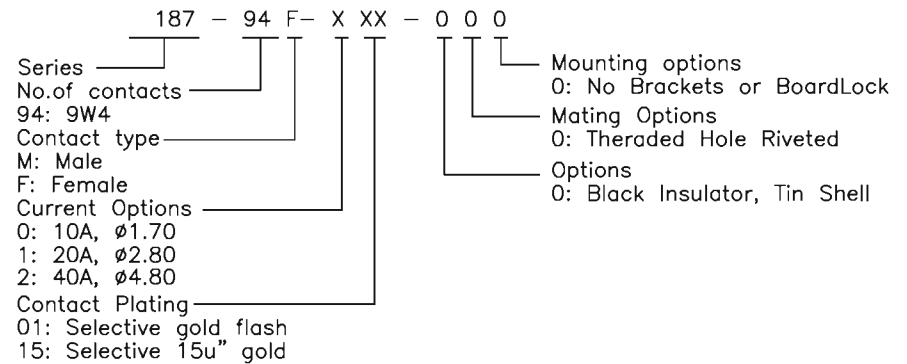 187 - 94 F- X XX - 0 0 0
Series
No.of contacts
94: 9W4
Contact type
M: Male
F: Female
Current Options
0: 10A, ø1.70
1: 20A, ø2.80
2: 40A, ø4.80
Contact Plating
01: Selective gold flash
15: Selective 15u" gold
Mounting options
0: No Brackets or BoardLock
Mating Options
0: Theraded Hole Riveted
Options
0: Black Insulator, Tin Shell